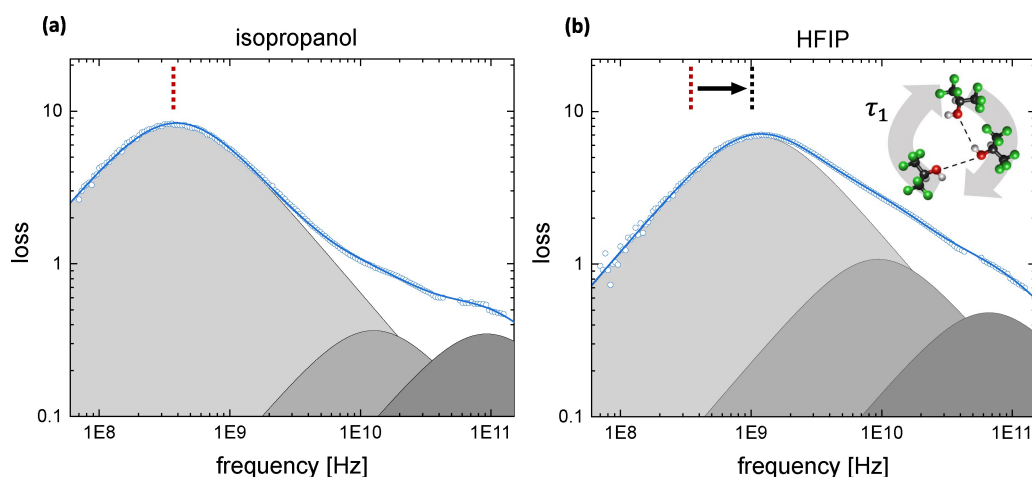 (a)
isopropanol
loss
10
1
0.1
1E8
1E9
1E10
1E11
frequency [Hz]
(b)
HFIP
τ1
loss
10
1
0.1
1E8
1E9
1E10
1E11
frequency [Hz]